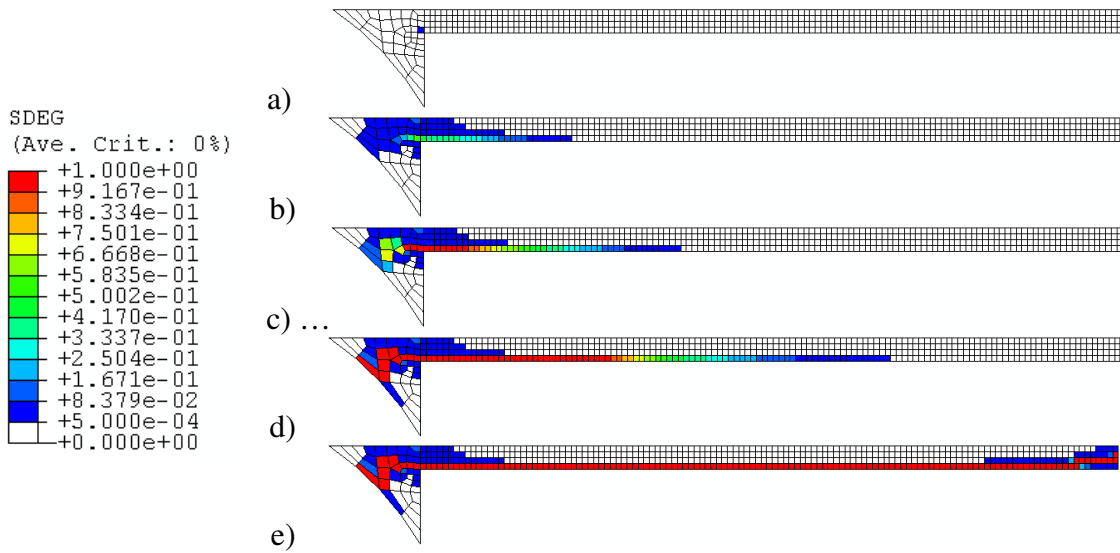 a)
SDEG
(Ave. Crit.: 0%)
+1.000e+00
+9.167e-01
+8.334e-01
+7.501e-01
+6.668e-01
+5.835e-01
+5.002e-01
+4.170e-01
+3.337e-01
+2.504e-01
+1.671e-01
+8.379e-02
+5.000e-04
+0.000e+00
b)
c) ...
d)
e)